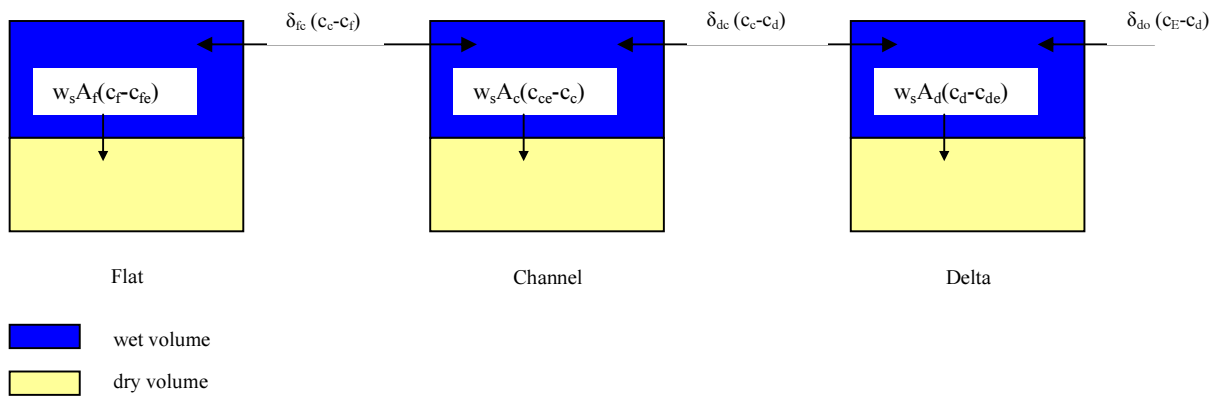 δfc (cc-cf)
δdc (cc-cd)
δdo (cE-cd)
wsAf(cf-cfe)
wsAc(cce-cc)
wsAd(cd-cde)
Flat
Channel
Delta
wet volume
dry volume